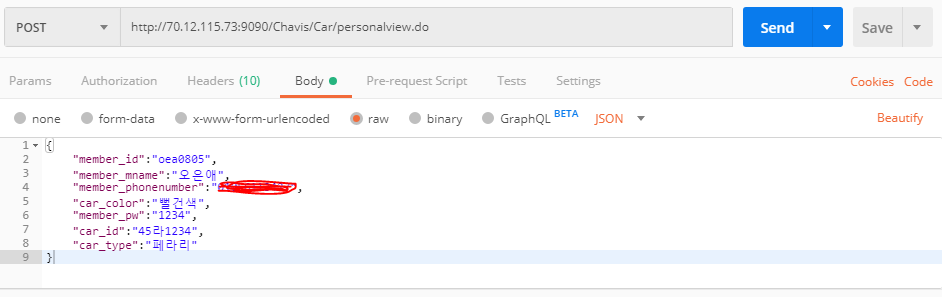 POST http://70.12.115.73:9090/Chavis/Car/personalview.do Send Save
Params Authorization Headers (10) Body Pre-request Script Tests Settings Cookies Code
none form-data x-www-form-urlencoded raw binary GraphQL BETA JSON Beautify
1 {
2 "member_id":"oea0805",
3 "member_mname":"오은애",
4 "member_phonenumber":" ",
5 "car_color":"뻘건색",
6 "member_pw":"1234",
7 "car_id":"45라1234",
8 "car_type":"페라리"
9 }